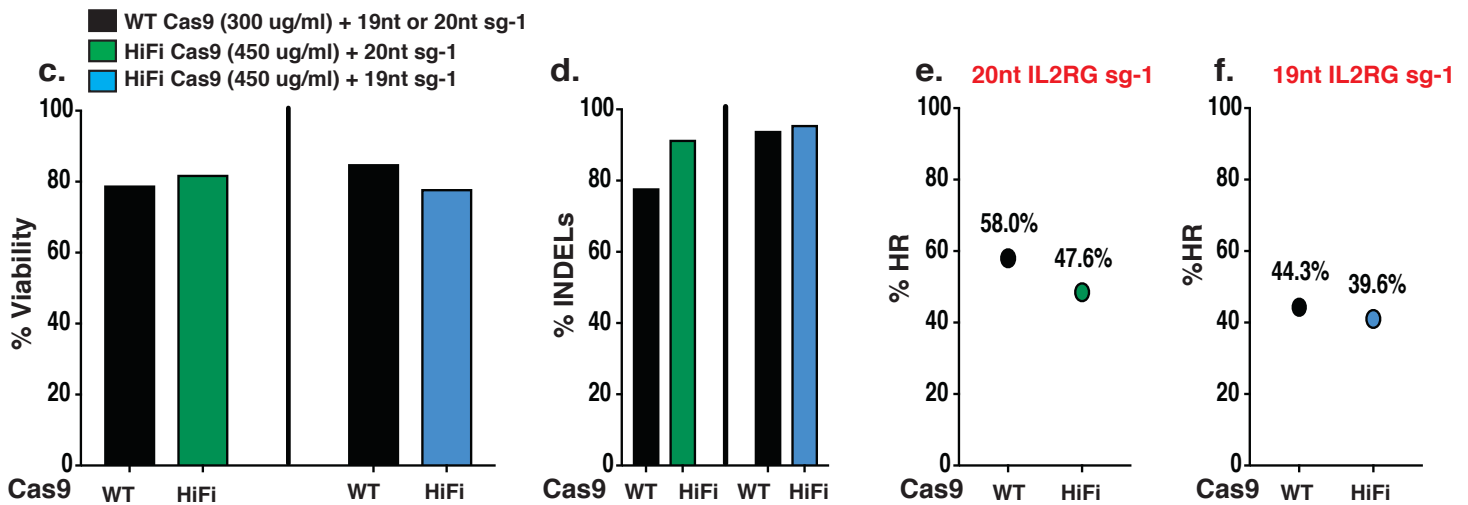 WT Cas9 (300 ug/ml) + 19nt or 20nt sg-1
HiFi Cas9 (450 ug/ml) + 20nt sg-1
HiFi Cas9 (450 ug/ml) + 19nt sg-1
c.
% Viability
100
80
60
40
20
0
Cas9 WT HiFi WT HiFi
d.
% INDELs
100
80
60
40
20
0
Cas9 WT HiFi WT HiFi
e. 20nt IL2RG sg-1
% HR
100
80
60
40
20
0
58.0%
47.6%
Cas9 WT HiFi
f. 19nt IL2RG sg-1
%HR
100
80
60
40
20
0
44.3%
39.6%
Cas9 WT HiFi